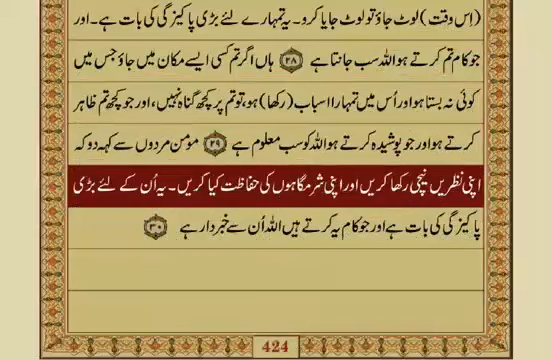 (اِس وقت) لوٹ جاؤ تو لوٹ جایا کرو۔ یہ تمہارے لئے بڑی پاکیزگی کی بات ہے۔ اور
جو کام تم کرتے ہو اللہ سب جانتا ہے ﴿۲۸﴾ ہاں اگر تم کسی ایسے مکان میں جاؤ جس میں
کوئی نہ بستا ہو اور اُس میں تمہارا اسباب (رکھا) ہو، تو تم پر کچھ گناہ نہیں، اور جو کچھ تم ظاہر
کرتے ہو اور جو پوشیدہ کرتے ہو اللہ کو سب معلوم ہے ﴿۲۹﴾ مؤمن مردوں سے کہہ دو کہ
اپنی نظریں نیچی رکھا کریں اور اپنی شرمگاہوں کی حفاظت کیا کریں۔ یہ اُن کے لئے بڑی
پاکیزگی کی بات ہے اور جو کام یہ کرتے ہیں اللہ اُن سے خبردار ہے ﴿۳۰﴾
424